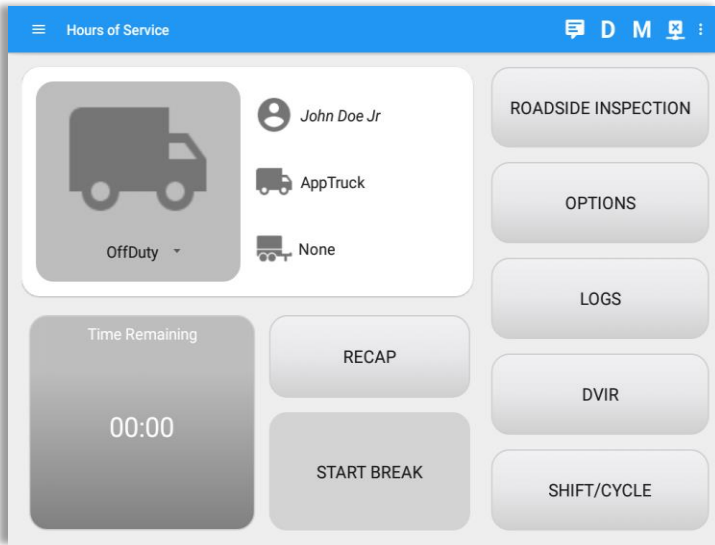 Hours of Service
D M
John Doe Jr
AppTruck
None
OffDuty
Time Remaining
00:00
RECAP
START BREAK
ROADSIDE INSPECTION
OPTIONS
LOGS
DVIR
SHIFT/CYCLE